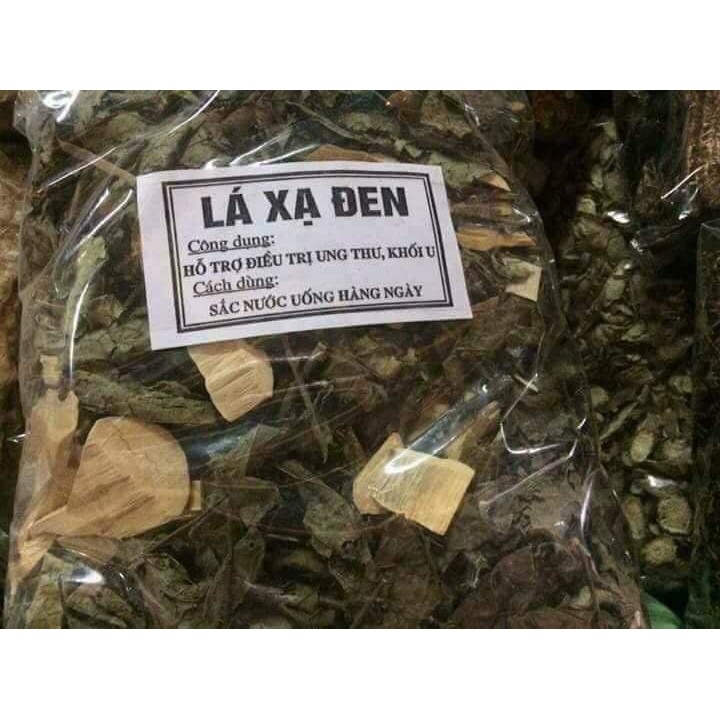 LÁ XẠ ĐEN
Công dụng:
HỖ TRỢ ĐIỀU TRỊ UNG THƯ, KHỐI U
Cách dùng:
SẮC NƯỚC UỐNG HÀNG NGÀY